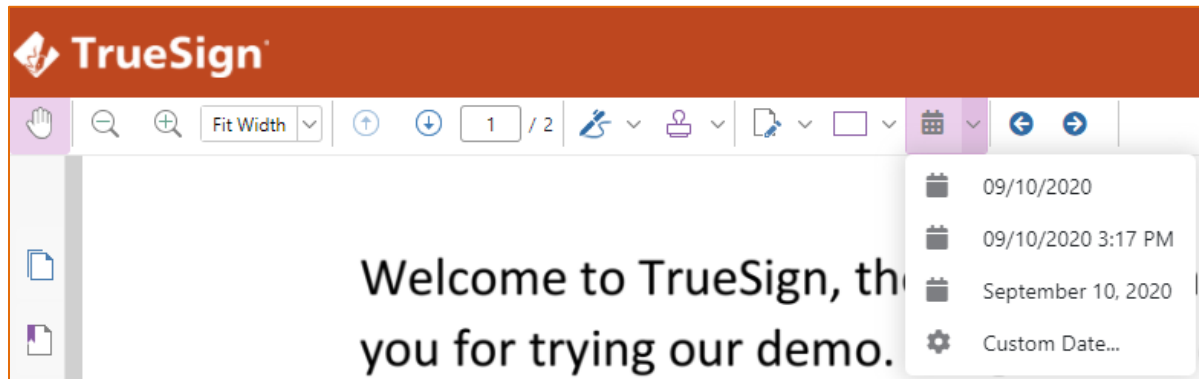 TrueSign
Fit Width 1 / 2
09/10/2020
09/10/2020 3:17 PM
September 10, 2020
Custom Date...
Welcome to TrueSign,
you for trying our demo.